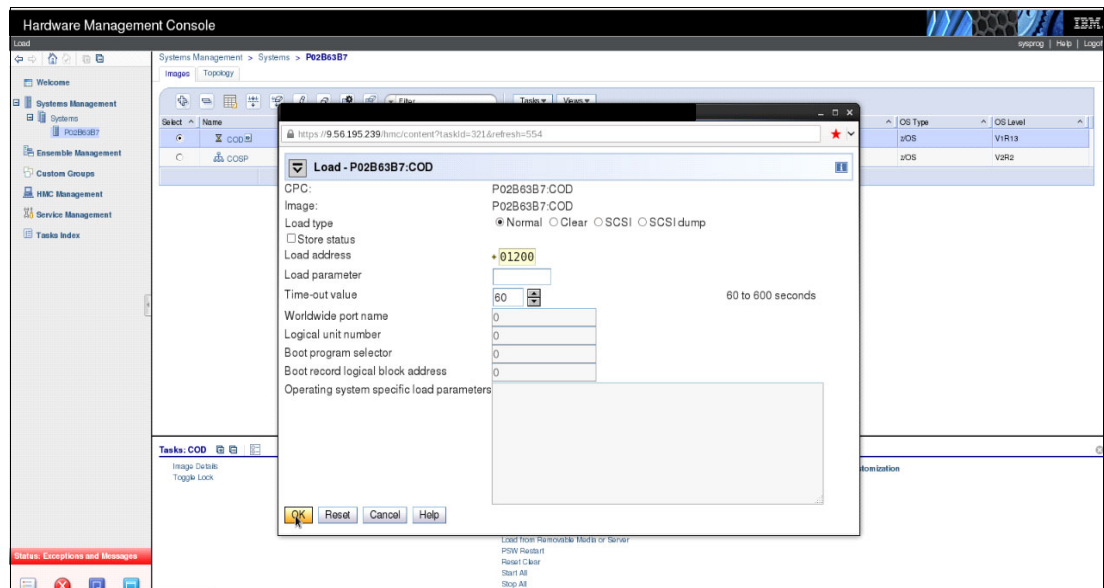 Hardware Management Console
IBM.
Load
sysprog | Help | Logoff
Welcome
Systems Management
Systems
P02B63B7
Ensemble Management
Custom Groups
HMC Management
Service Management
Tasks Index
Status: Exceptions and Messages
Systems Management > Systems > P02B63B7
Images Topology
Filter Tasks Views
Select ^ Name ^ OS Type ^ OS Level ^
COD z/OS V1R13
COSP z/OS V2R2
https://9.56.195.239/hmc/content?taskId=321&refresh=554
Load - P02B63B7:COD
CPC: P02B63B7:COD
Image: P02B63B7:COD
Load type Normal Clear SCSI SCSI dump
Store status
Load address 01200
Load parameter
Time-out value 60 60 to 600 seconds
Worldwide port name 0
Logical unit number 0
Boot program selector 0
Boot record logical block address 0
Operating system specific load parameters
OK Reset Cancel Help
Tasks: COD
Image Details
Toggle Lock
tomization
Load from Removable Media or Server
PSW Restart
Reset Clear
Start All
Stop All